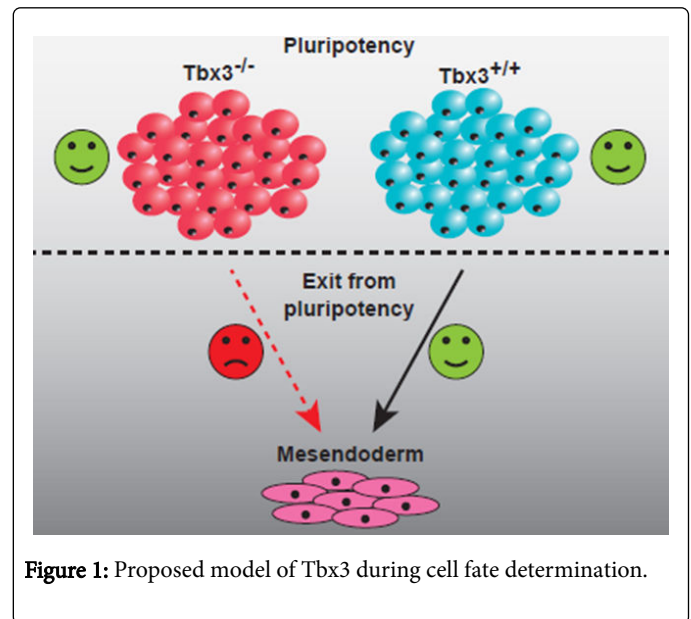 Pluripotency
Tbx3-/-
Tbx3+/+
Exit from
pluripotency
Mesendoderm
Figure 1: Proposed model of Tbx3 during cell fate determination.